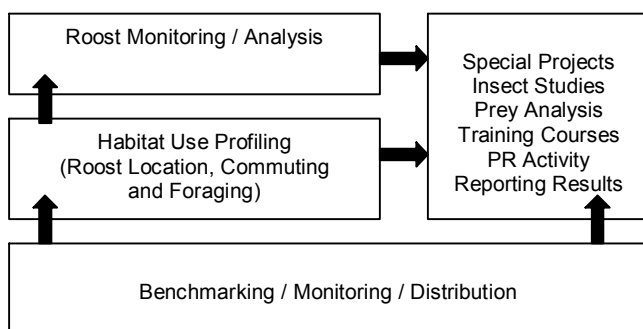 Roost Monitoring / Analysis
Special Projects
Insect Studies
Prey Analysis
Training Courses
PR Activity
Reporting Results
Habitat Use Profiling
(Roost Location, Commuting
and Foraging)
Benchmarking / Monitoring / Distribution